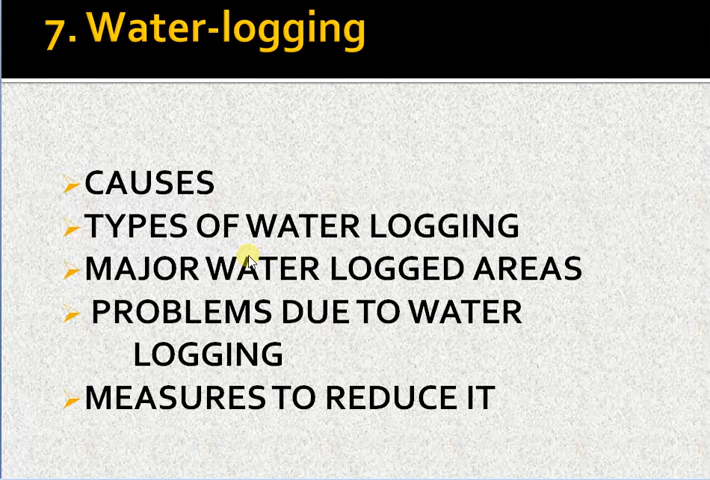 7. Water-logging
CAUSES
TYPES OF WATER LOGGING
MAJOR WATER LOGGED AREAS
PROBLEMS DUE TO WATER
LOGGING
MEASURES TO REDUCE IT